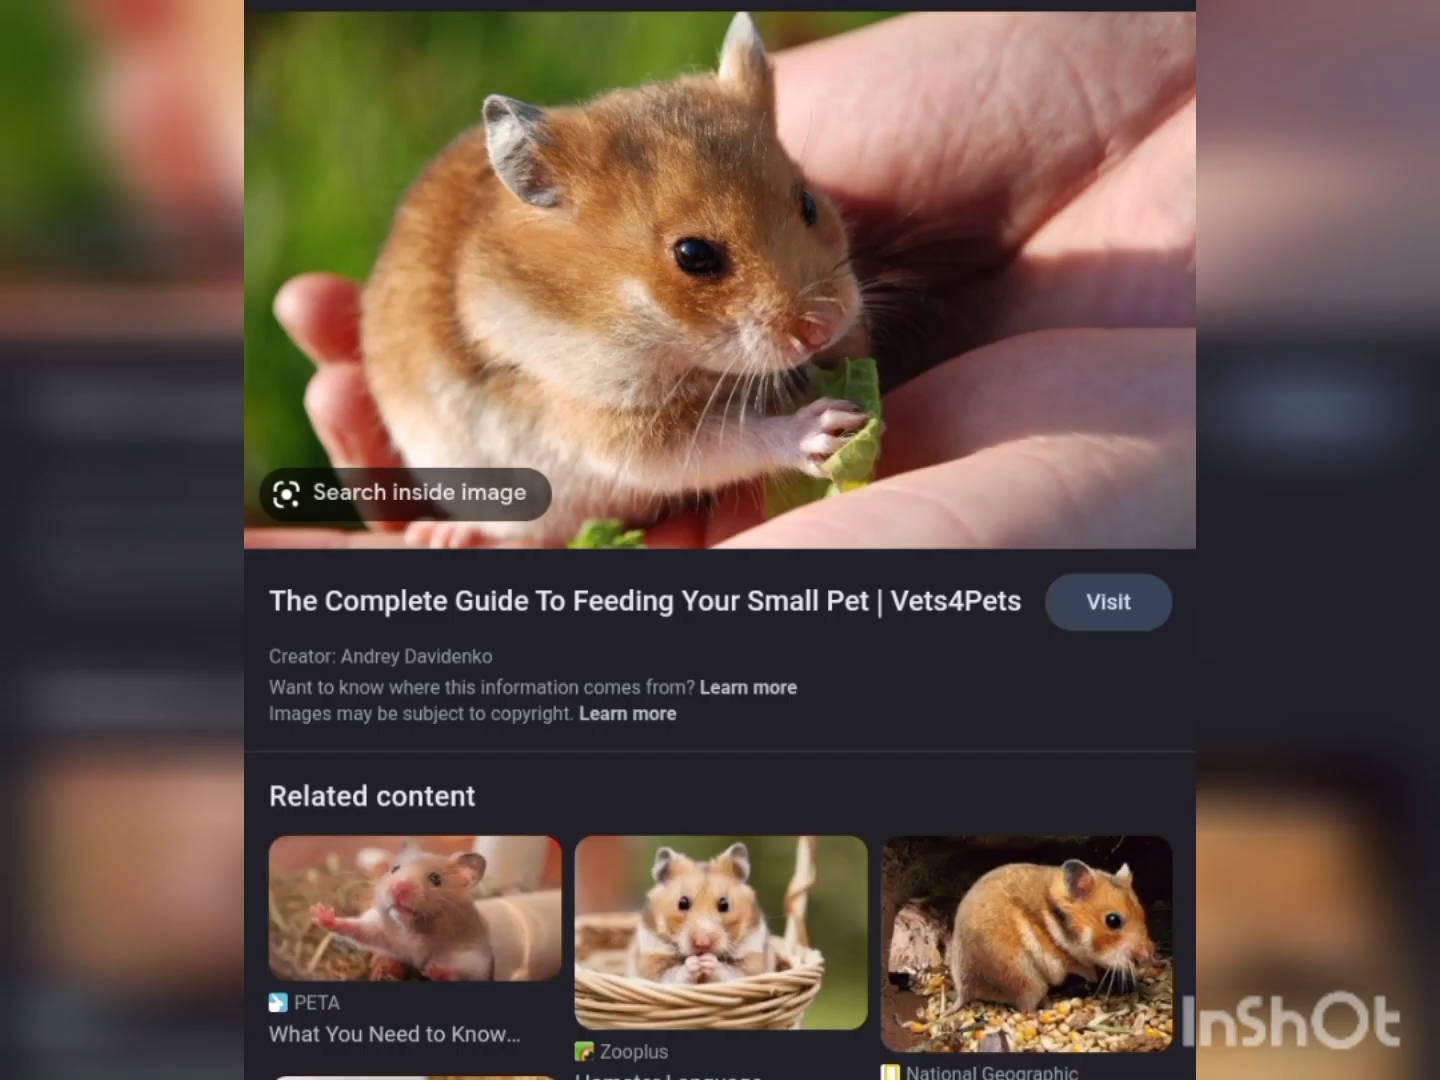 Search inside image
The Complete Guide To Feeding Your Small Pet | Vets4Pets
Visit
Creator: Andrey Davidenko
Want to know where this information comes from? Learn more
Images may be subject to copyright. Learn more
Related content
PETA
What You Need to Know...
Zooplus
Hamster Language
National Geographic
InShOt